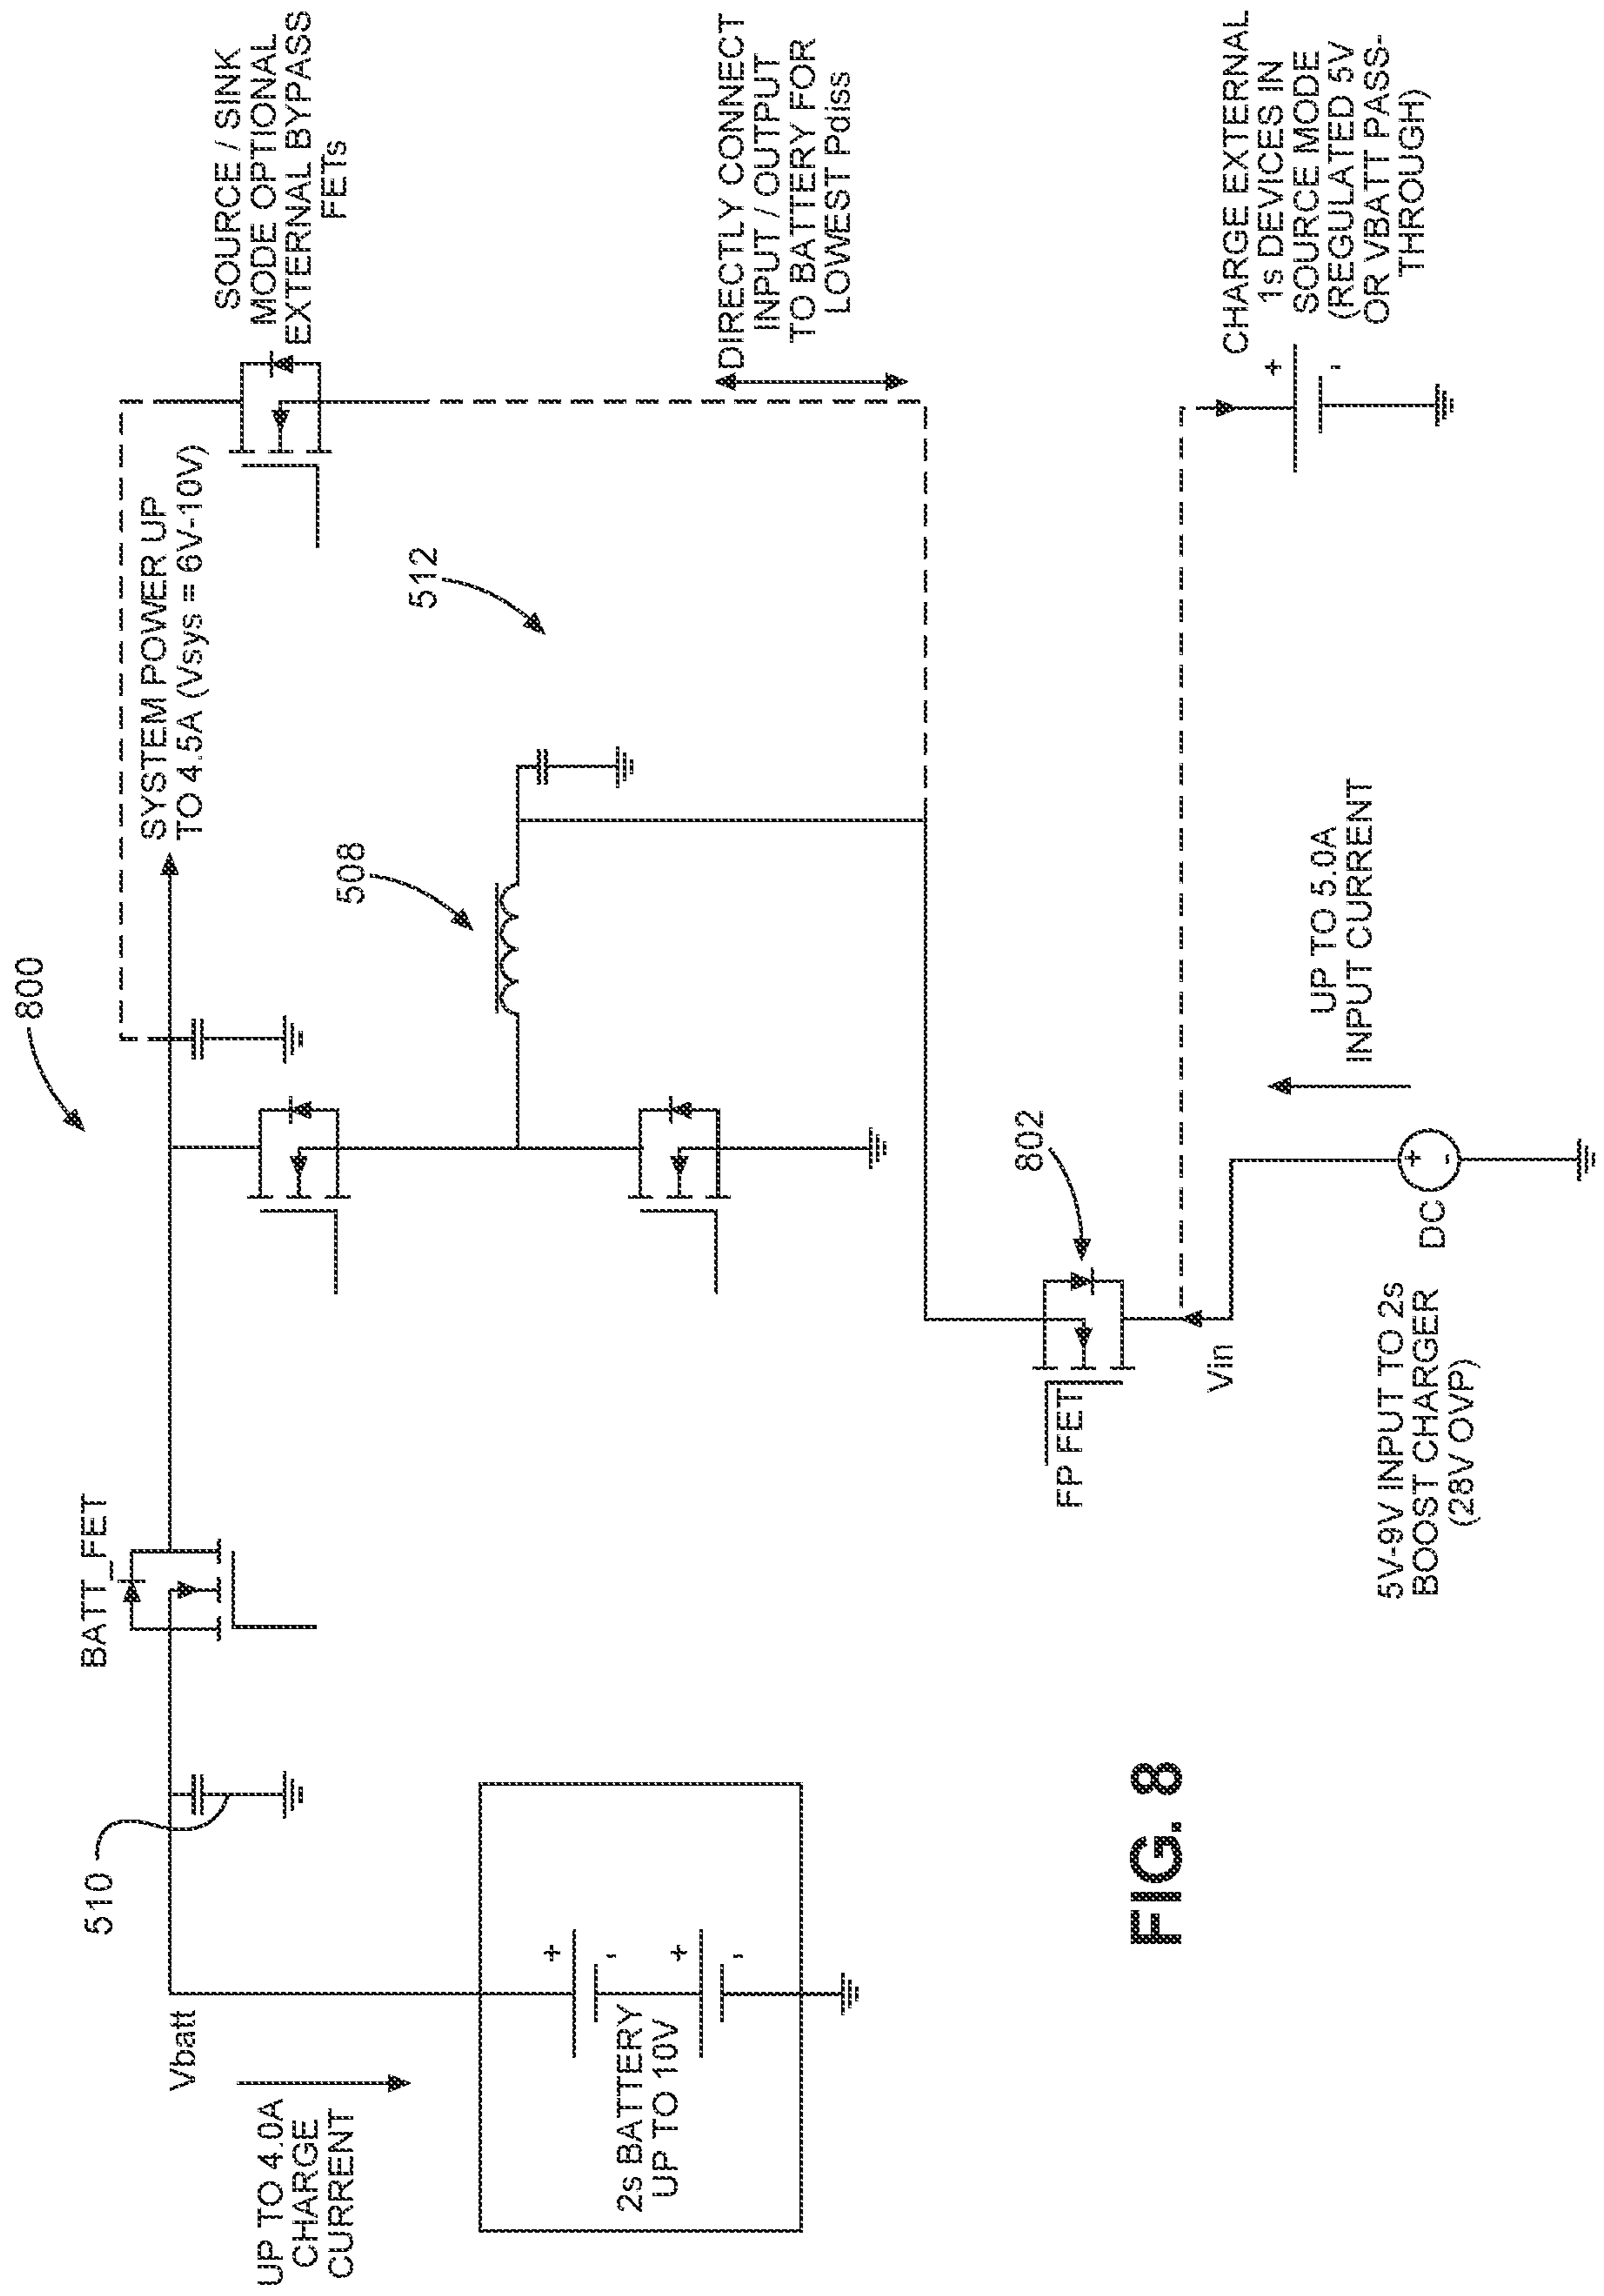 800
BATT_FET
510
Vbatt
UP TO 4.0A
CHARGE
CURRENT
2s BATTERY
UP TO 10V
+
-
+
-
SYSTEM POWER UP
TO 4.5A (Vsys = 6V-10V)
SOURCE / SINK
MODE OPTIONAL
EXTERNAL BYPASS
FETs
508
512
DIRECTLY CONNECT
INPUT / OUTPUT
TO BATTERY FOR
LOWEST Pdiss
802
FP FET
Vin
UP TO 5.0A
INPUT CURRENT
+
-
DC
5V-9V INPUT TO 2s
BOOST CHARGER
(28V OVP)
+
-
CHARGE EXTERNAL
1s DEVICES IN
SOURCE MODE
(REGULATED 5V
OR VBATT PASS-
THROUGH)
FIG. 8